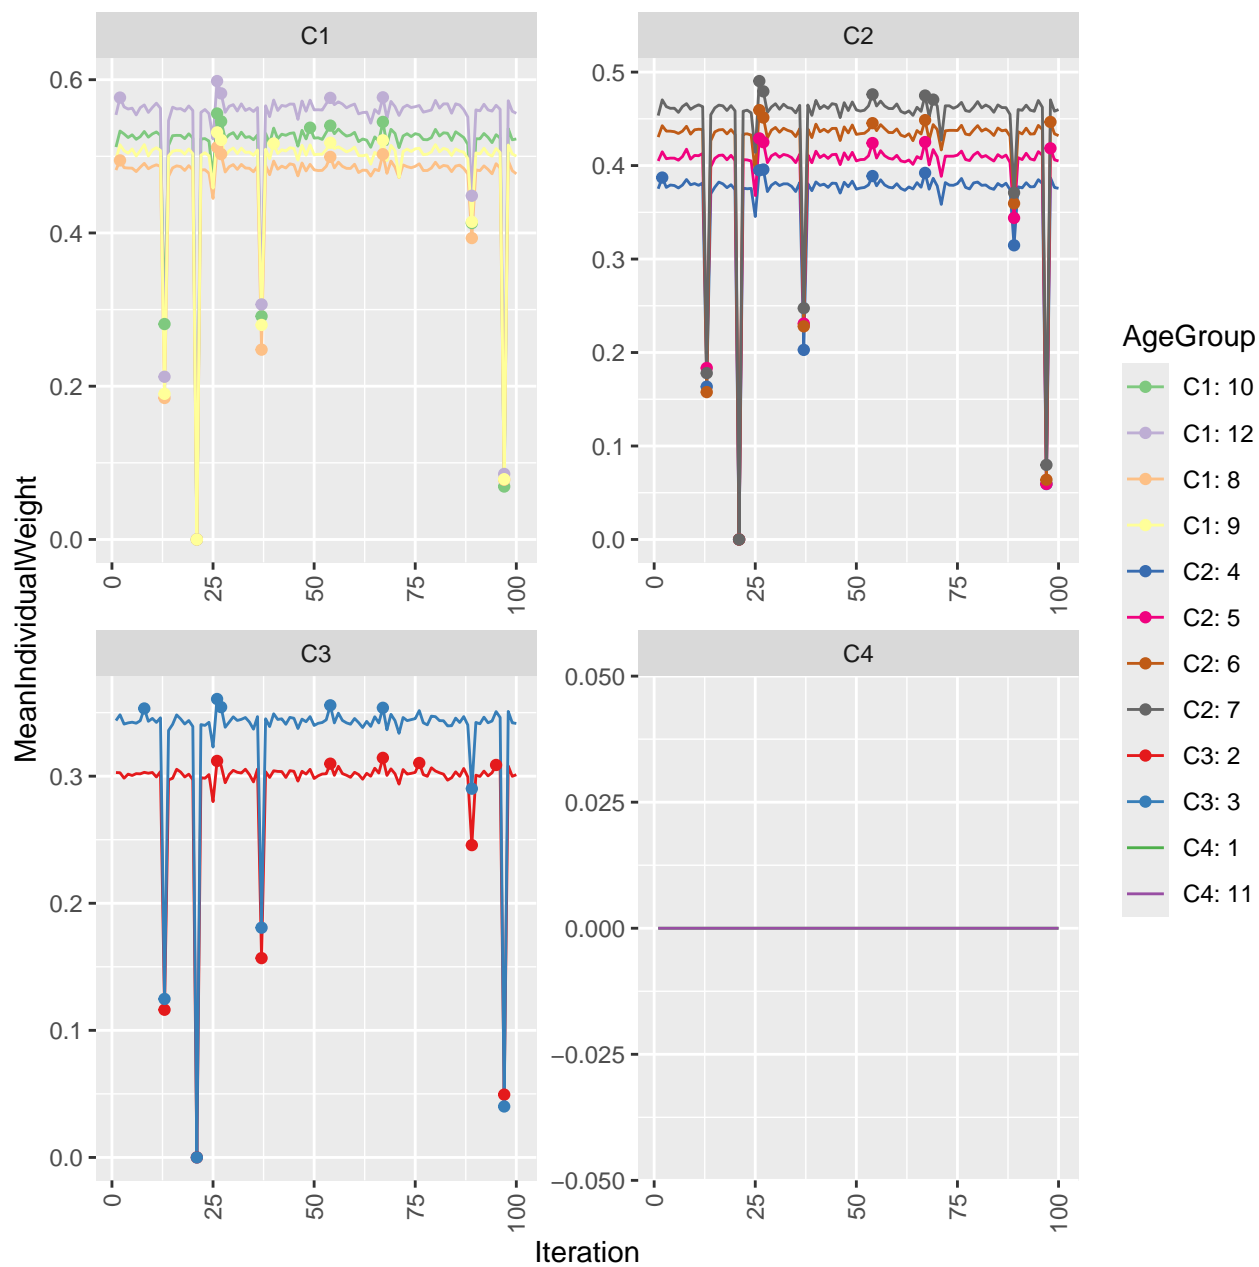 C1
C2
0.6
0.4
0.2
0.0
0.5
0.4
0.3
0.2
0.1
0.0
0
25
50
75
100
0
25
50
75
100
C3
C4
0.3
0.2
0.1
0.0
0.050
0.025
0.000
−0.025
−0.050
0
25
50
75
100
0
25
50
75
100
MeanIndividualWeight
Iteration
AgeGroup
C1: 10
C1: 12
C1: 8
C1: 9
C2: 4
C2: 5
C2: 6
C2: 7
C3: 2
C3: 3
C4: 1
C4: 11